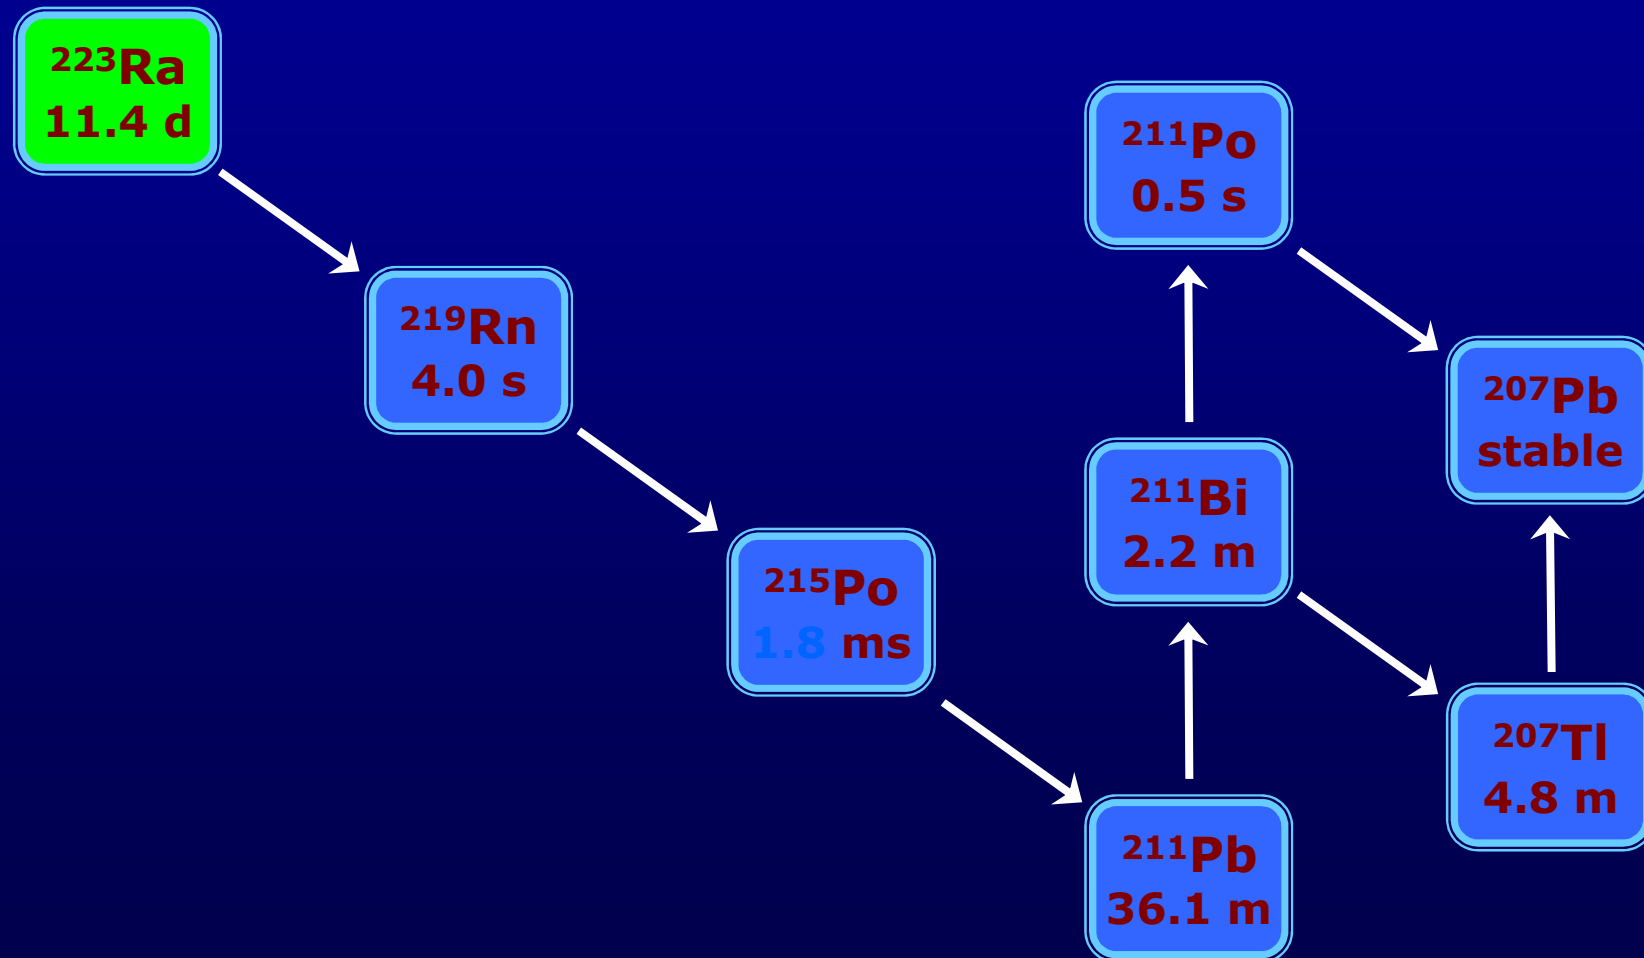 ²²³Ra
11.4 d
²¹⁹Rn
4.0 s
²¹⁵Po
1.8 ms
²¹¹Pb
36.1 m
²¹¹Bi
2.2 m
²¹¹Po
0.5 s
²⁰⁷Tl
4.8 m
²⁰⁷Pb
stable